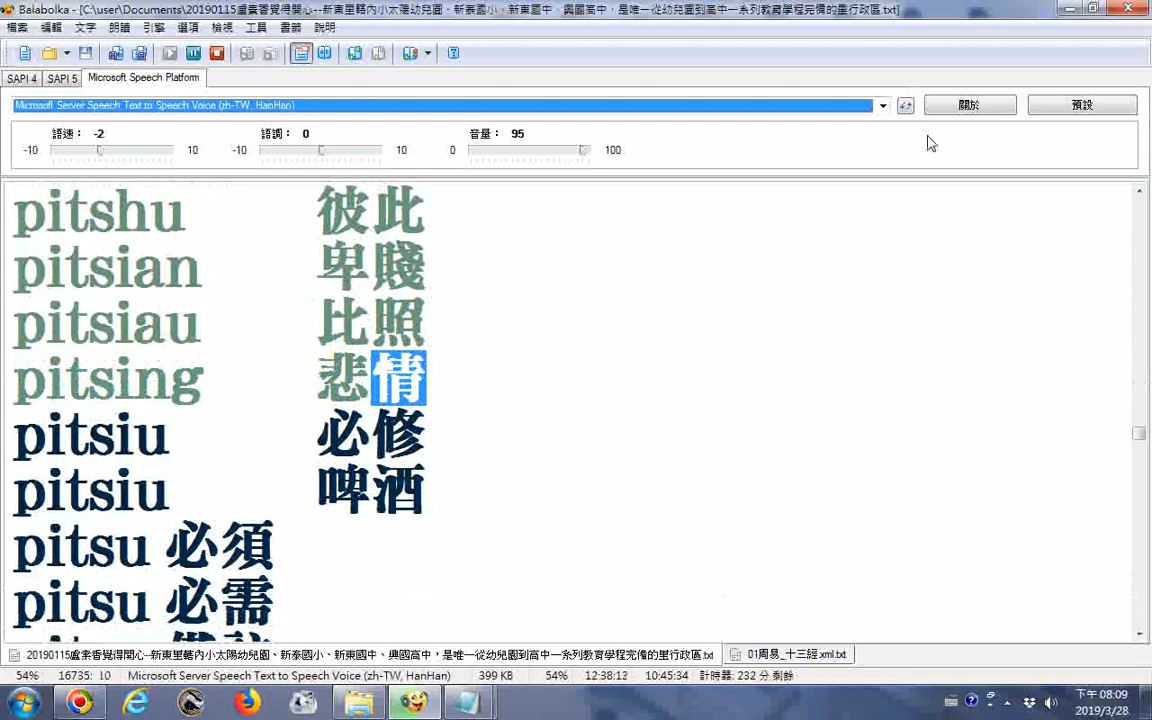 Balabolka - [C:\user\Documents\20190115盧素香覺得開心--新東里轄內小太陽幼兒園、新泰國小、新東國中、興國高中，是唯一從幼兒園到高中一系列教育學程完備的里行政區.txt]
檔案 編輯 文字 朗讀 引擎 選項 檢視 工具 書籤 說明
SAPI 4 SAPI 5 Microsoft Speech Platform
Microsoft Server Speech Text to Speech Voice (zh-TW, HanHan) 關於 預設
語速： -2 語調： 0 音量： 95
-10 10 -10 10 0 100
pitshu 彼此
pitsian 卑賤
pitsiau 比照
pitsing 悲情
pitsiu 必修
pitsiu 啤酒
pitsu 必須
pitsu 必需
20190115盧素香覺得開心--新東里轄內小太陽幼兒園、新泰國小、新東國中、興國高中，是唯一從幼兒園到高中一系列教育學程完備的里行政區.txt 01周易_十三經.xml.txt
54% 16735: 10 Microsoft Server Speech Text to Speech Voice (zh-TW, HanHan) 399 KB 54% 12:38:13 10:45:34 計時器: 232 分 剩餘
下午 08:09
2019/3/28